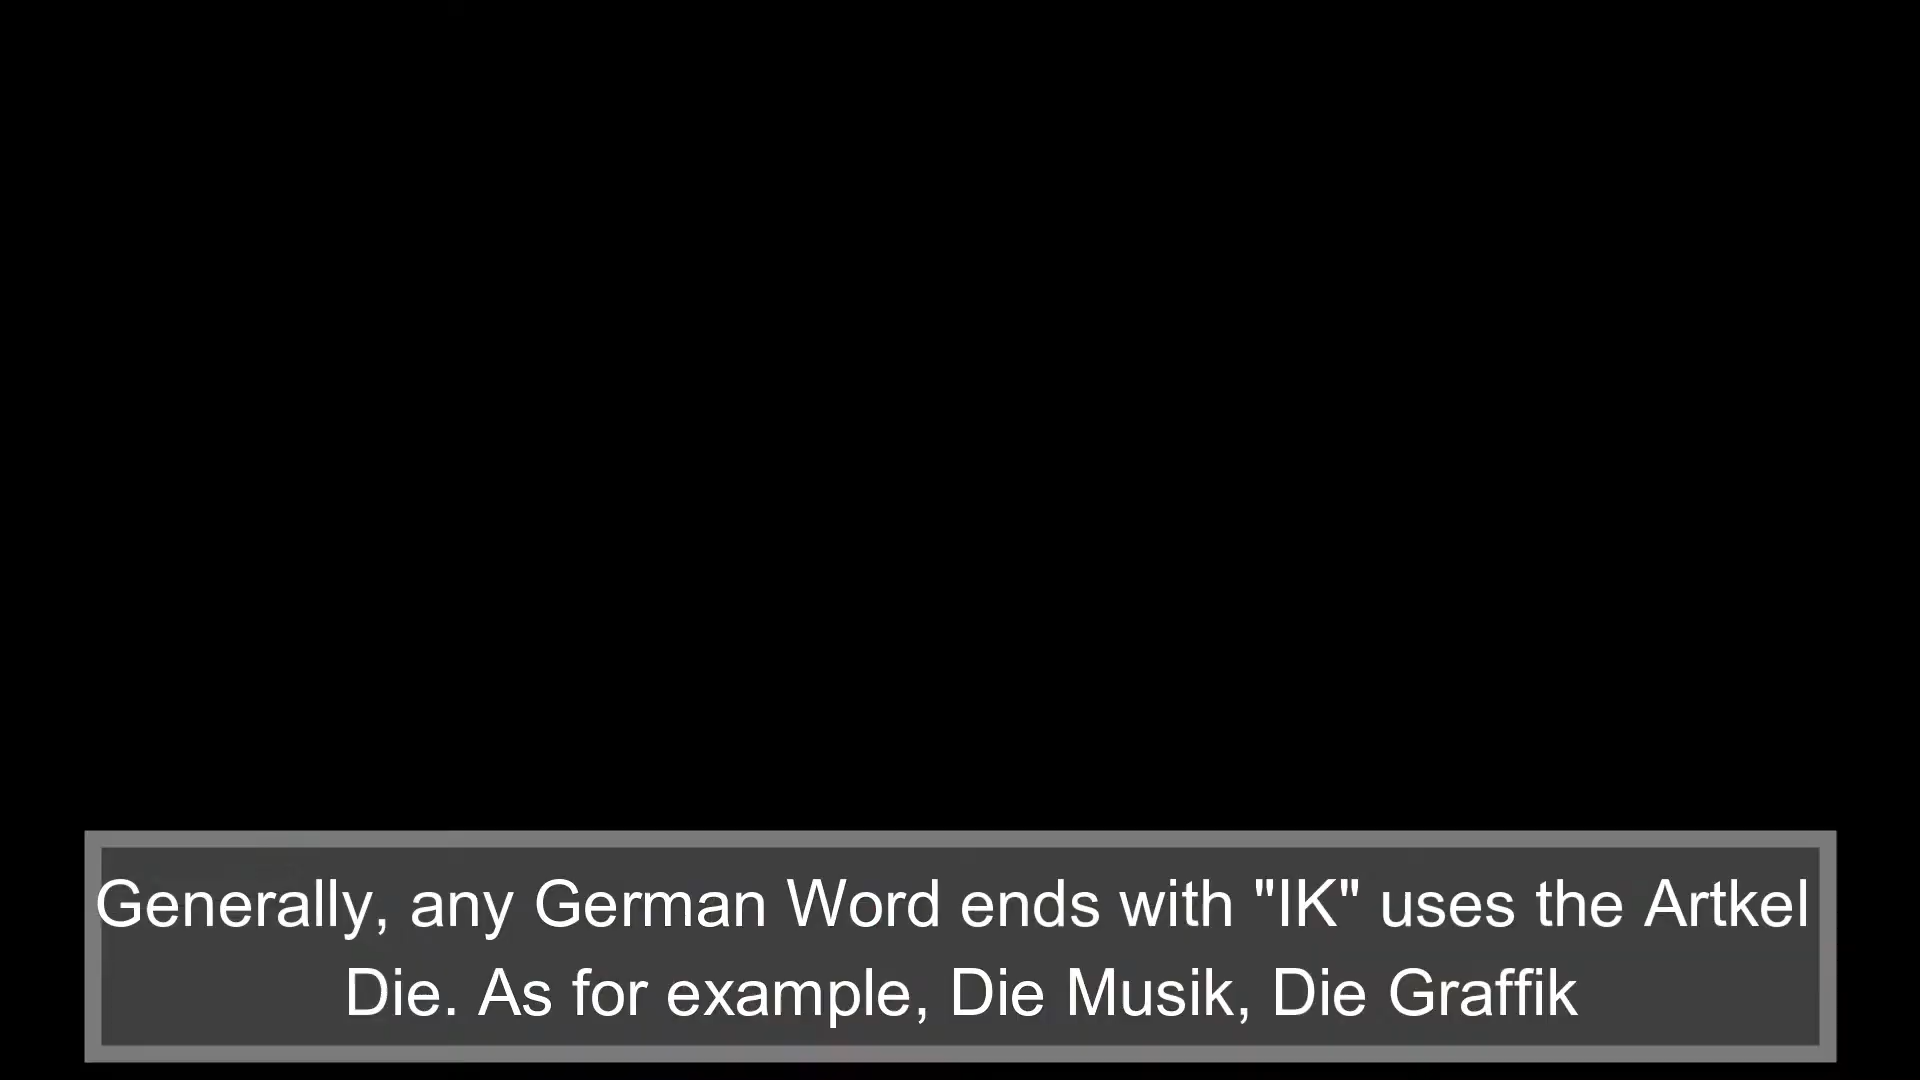 Generally, any German Word ends with "IK" uses the Artkel
Die. As for example, Die Musik, Die Graffik